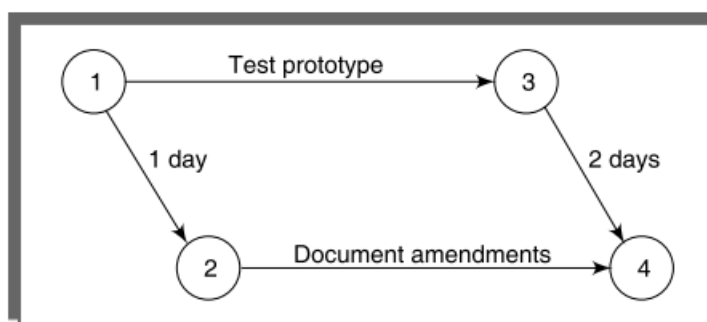 Test prototype
1
3
1 day
2 days
Document amendments
2
4